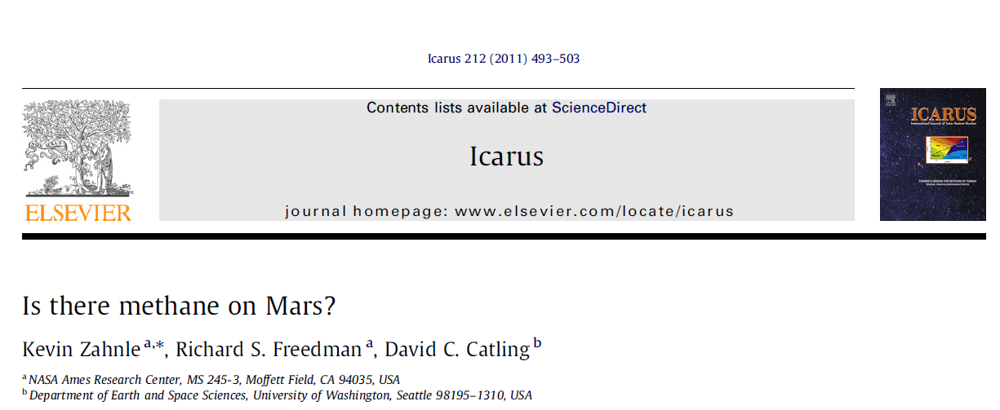 Icarus 212 (2011) 493–503
Contents lists available at ScienceDirect
Icarus
journal homepage: www.elsevier.com/locate/icarus
ELSEVIER
ICARUS
Is there methane on Mars?
Kevin Zahnle a,*, Richard S. Freedman a, David C. Catling b
a NASA Ames Research Center, MS 245-3, Moffett Field, CA 94035, USA
b Department of Earth and Space Sciences, University of Washington, Seattle 98195–1310, USA